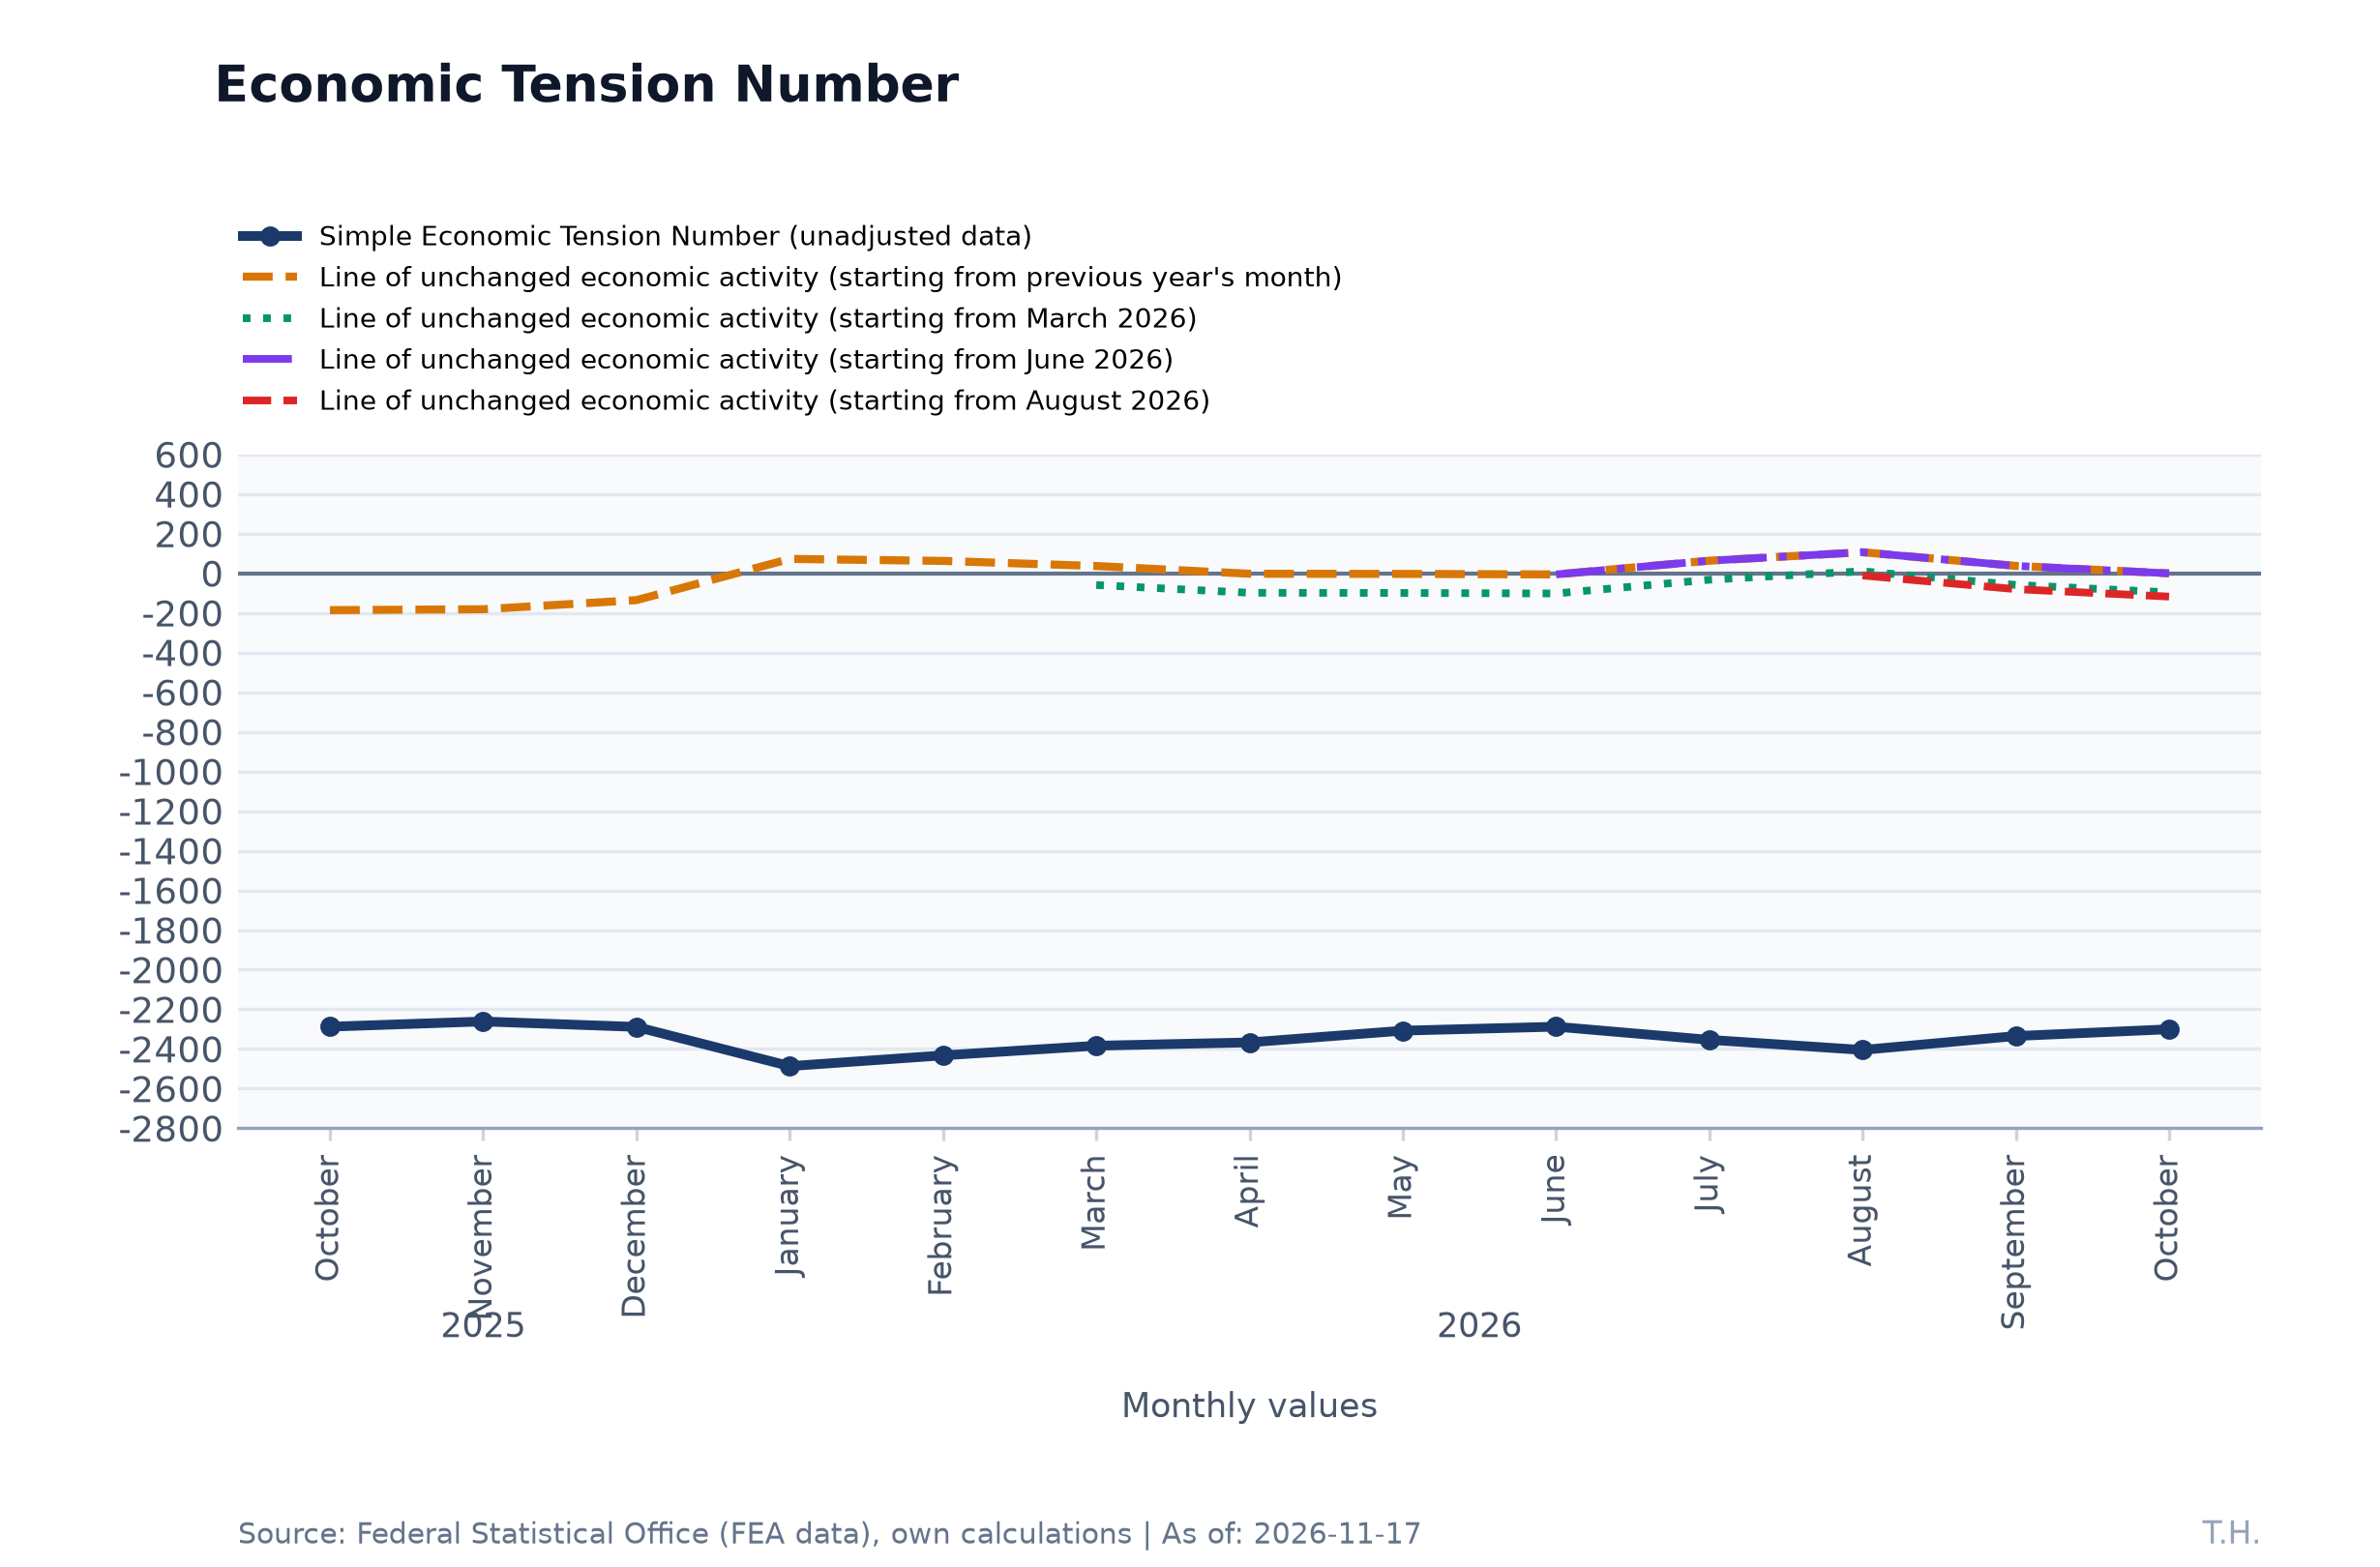 Economic Tension Number
Simple Economic Tension Number (unadjusted data)
Line of unchanged economic activity (starting from previous year's month)
Line of unchanged economic activity (starting from March 2026)
Line of unchanged economic activity (starting from June 2026)
Line of unchanged economic activity (starting from August 2026)
600
400
200
0
-200
-400
-600
-800
-1000
-1200
-1400
-1600
-1800
-2000
-2200
-2400
-2600
-2800
October
November
December
January
February
March
April
May
June
July
August
September
October
2025
2026
Monthly values
Source: Federal Statistical Office (FEA data), own calculations | As of: 2026-11-17
T.H.